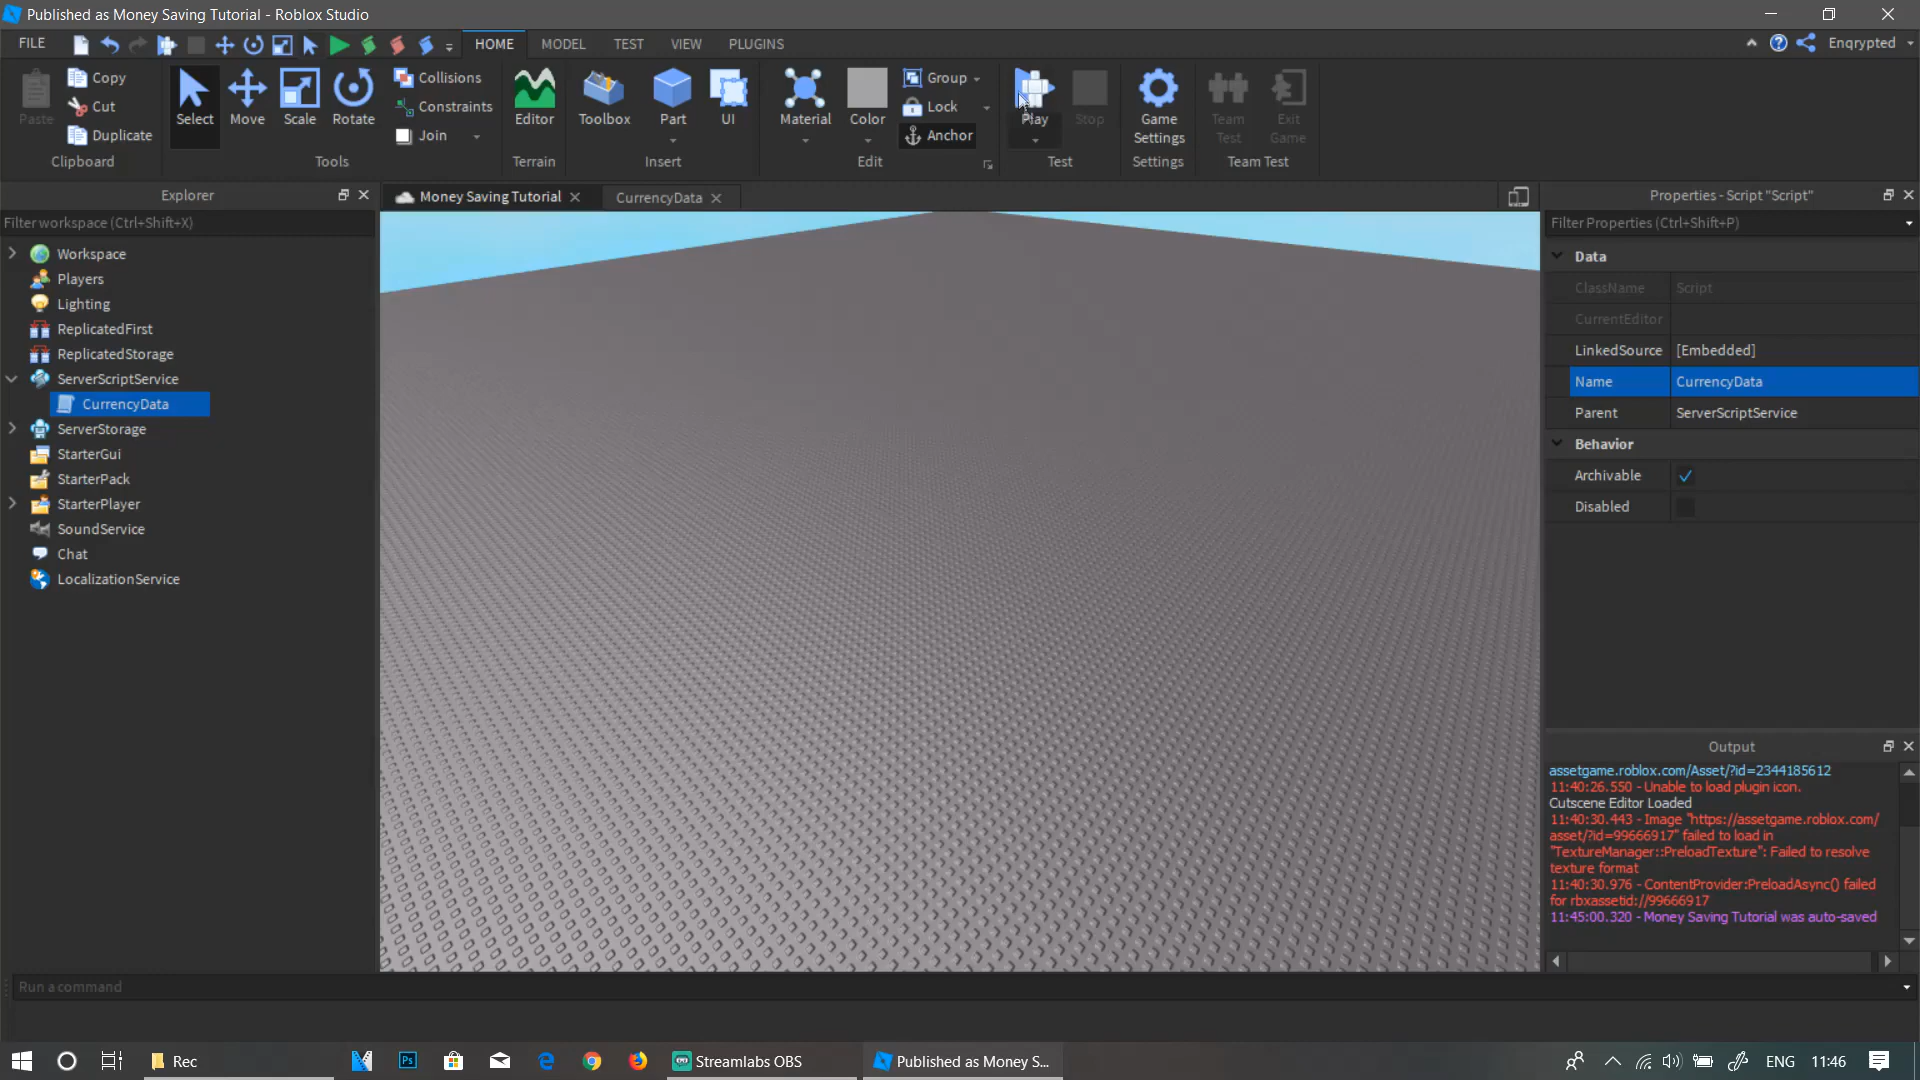 Published as Money Saving Tutorial - Roblox Studio
FILE
HOME
MODEL
TEST
VIEW
PLUGINS
Enqrypted
Paste
Copy
Cut
Duplicate
Clipboard
Select
Move
Scale
Rotate
Collisions
Constraints
Join
Tools
Editor
Terrain
Toolbox
Part
UI
Insert
Material
Color
Group
Lock
Anchor
Edit
Play
Stop
Test
Game
Settings
Settings
Team
Test
Exit
Game
Team Test
Explorer
Filter workspace (Ctrl+Shift+X)
Workspace
Players
Lighting
ReplicatedFirst
ReplicatedStorage
ServerScriptService
CurrencyData
ServerStorage
StarterGui
StarterPack
StarterPlayer
SoundService
Chat
LocalizationService
Money Saving Tutorial
CurrencyData
Properties - Script "Script"
Filter Properties (Ctrl+Shift+P)
Data
ClassName Script
CurrentEditor
LinkedSource [Embedded]
Name CurrencyData
Parent ServerScriptService
Behavior
Archivable
Disabled
Output
assetgame.roblox.com/Asset/?id=2344185612
11:40:26.550 - Unable to load plugin icon.
Cutscene Editor Loaded
11:40:30.443 - Image "https://assetgame.roblox.com/
asset/?id=99666917" failed to load in
"TextureManager::PreloadTexture": Failed to resolve
texture format
11:40:30.976 - ContentProvider:PreloadAsync() failed
for rbxassetid://99666917
11:45:00.320 - Money Saving Tutorial was auto-saved
Run a command
Rec
Ps
Streamlabs OBS
Published as Money S...
ENG
11:46